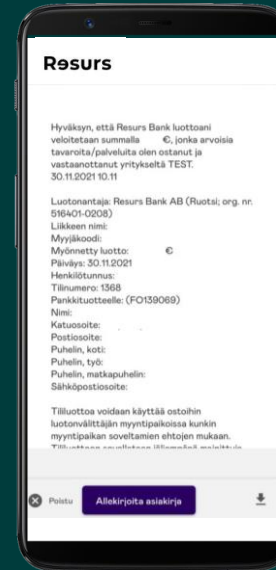 Resurs
Hyväksyn, että Resurs Bank luottoani
veloitetaan summalla €, jonka arvoisia
tavaroita/palveluita olen ostanut ja
vastaanottanut yritykseltä TEST.
30.11.2021 10.11
Luotonantaja: Resurs Bank AB (Ruotsi; org. nr.
516401-0208)
Liikkeen nimi:
Myyjäkoodi:
Myönnetty luotto: €
Päiväys: 30.11.2021
Henkilötunnus:
Tilinumero: 1368
Pankkituotteelle: (FO139069)
Nimi:
Katuosoite:
Postiosoite:
Puhelin, koti:
Puhelin, työ:
Puhelin, matkapuhelin:
Sähköpostiosoite:
Tililuottoa voidaan käyttää ostoihin
luotonvälittäjän myyntipaikoissa kunkin
myyntipaikan soveltamien ehtojen mukaan.
Poistu Allekirjoita asiakirja